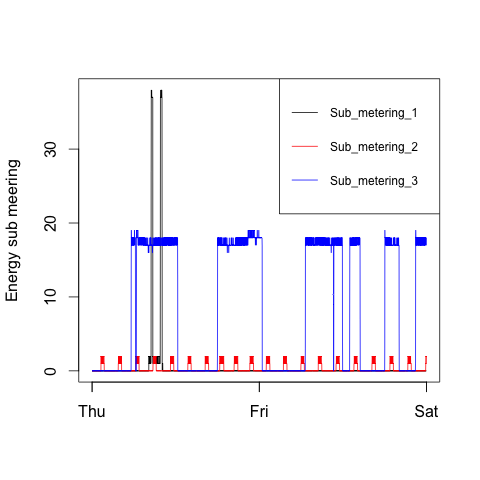 Energy sub meering
30
20
10
0
Thu
Fri
Sat
Sub_metering_1
Sub_metering_2
Sub_metering_3